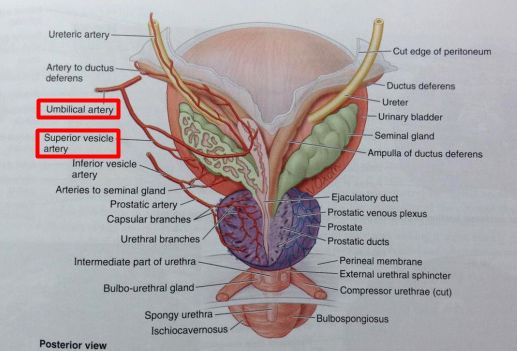 Ureteric artery
Artery to ductus
deferens
Umbilical artery
Superior vesicle
artery
Inferior vesicle
artery
Arteries to seminal gland
Prostatic artery
Capsular branches
Urethral branches
Intermediate part of urethra
Bulbo-urethral gland
Spongy urethra
Ischiocavernosus
Cut edge of peritoneum
Ductus deferens
Ureter
Urinary bladder
Seminal gland
Ampulla of ductus deferens
Ejaculatory duct
Prostatic venous plexus
Prostate
Prostatic ducts
Perineal membrane
External urethral sphincter
Compressor urethrae (cut)
Bulbospongiosus
Posterior view